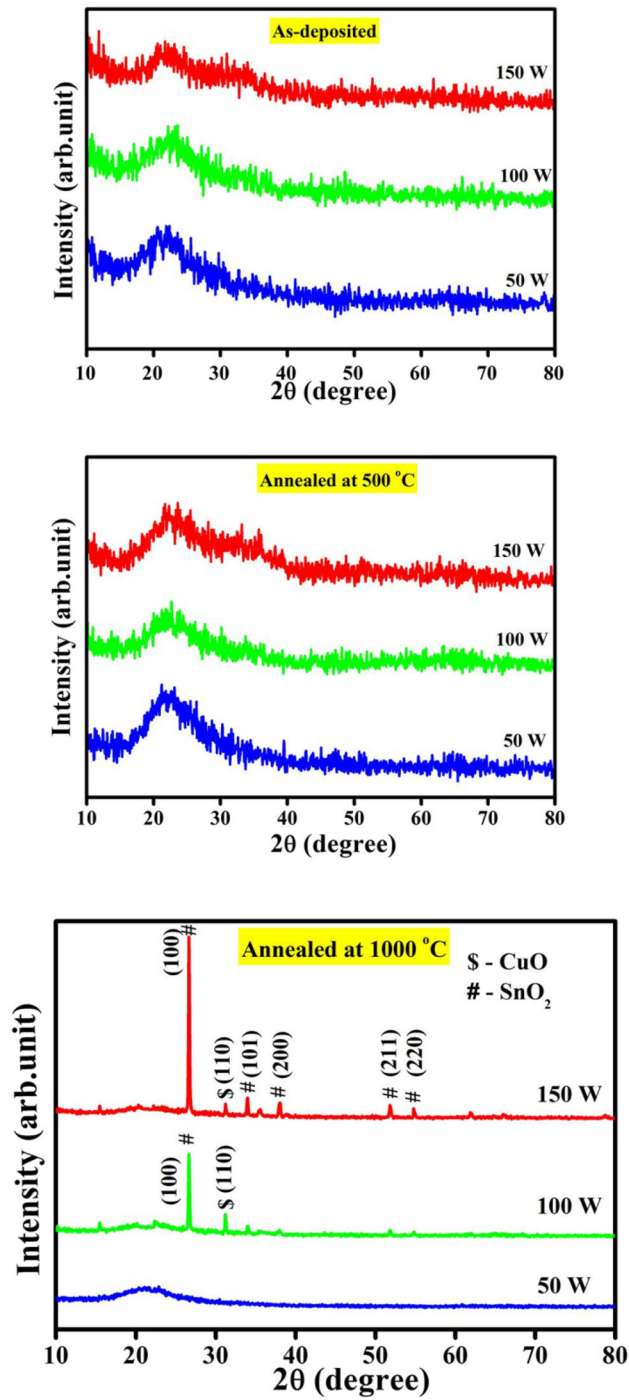 As-deposited
150 W
100 W
50 W
Intensity (arb.unit)
10 20 30 40 50 60 70 80
2θ (degree)
Annealed at 500 °C
150 W
100 W
50 W
Intensity (arb.unit)
10 20 30 40 50 60 70 80
2θ (degree)
Annealed at 1000 °C
$ - CuO
# - SnO₂
(100) #
$ (110)
# (101)
# (200)
# (211)
# (220)
150 W
(100) #
$ (110)
100 W
50 W
Intensity (arb.unit)
10 20 30 40 50 60 70 80
2θ (degree)